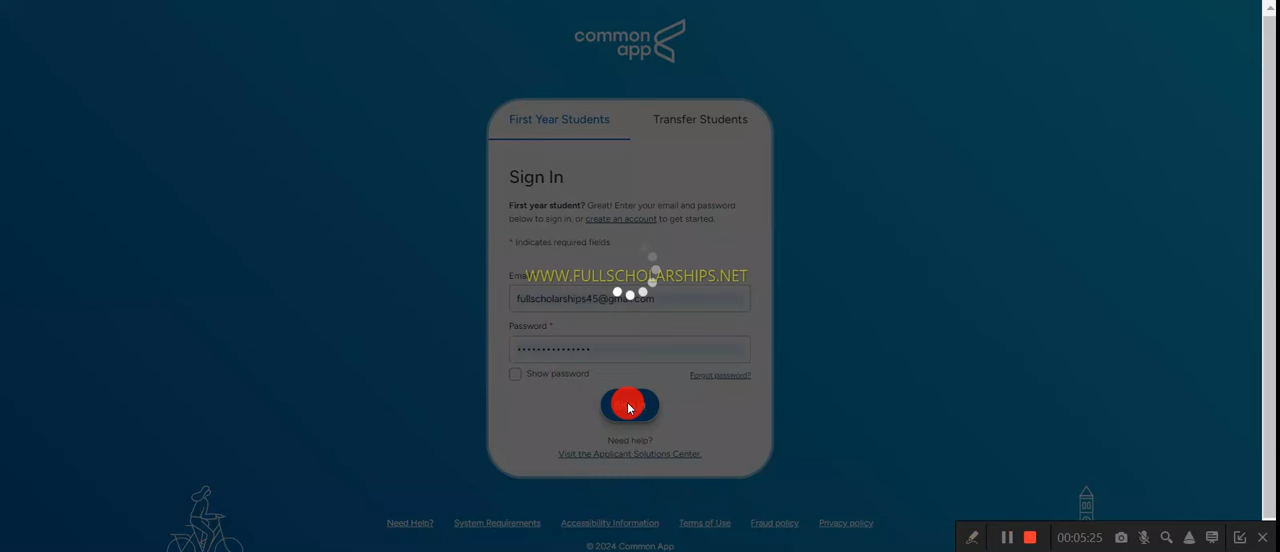 common
app
First Year Students
Transfer Students
Sign In
First year student? Great! Enter your email and password
below to sign in, or create an account to get started.
* Indicates required fields
WWW.FULLSCHOLARSHIPS.NET
Password *
Show password
Forgot password?
Need help?
Visit the Applicant Solutions Center.
Need Help?
System Requirements
Accessibility Information
Terms of Use
Fraud policy
Privacy policy
© 2024 Common App
00:05:25